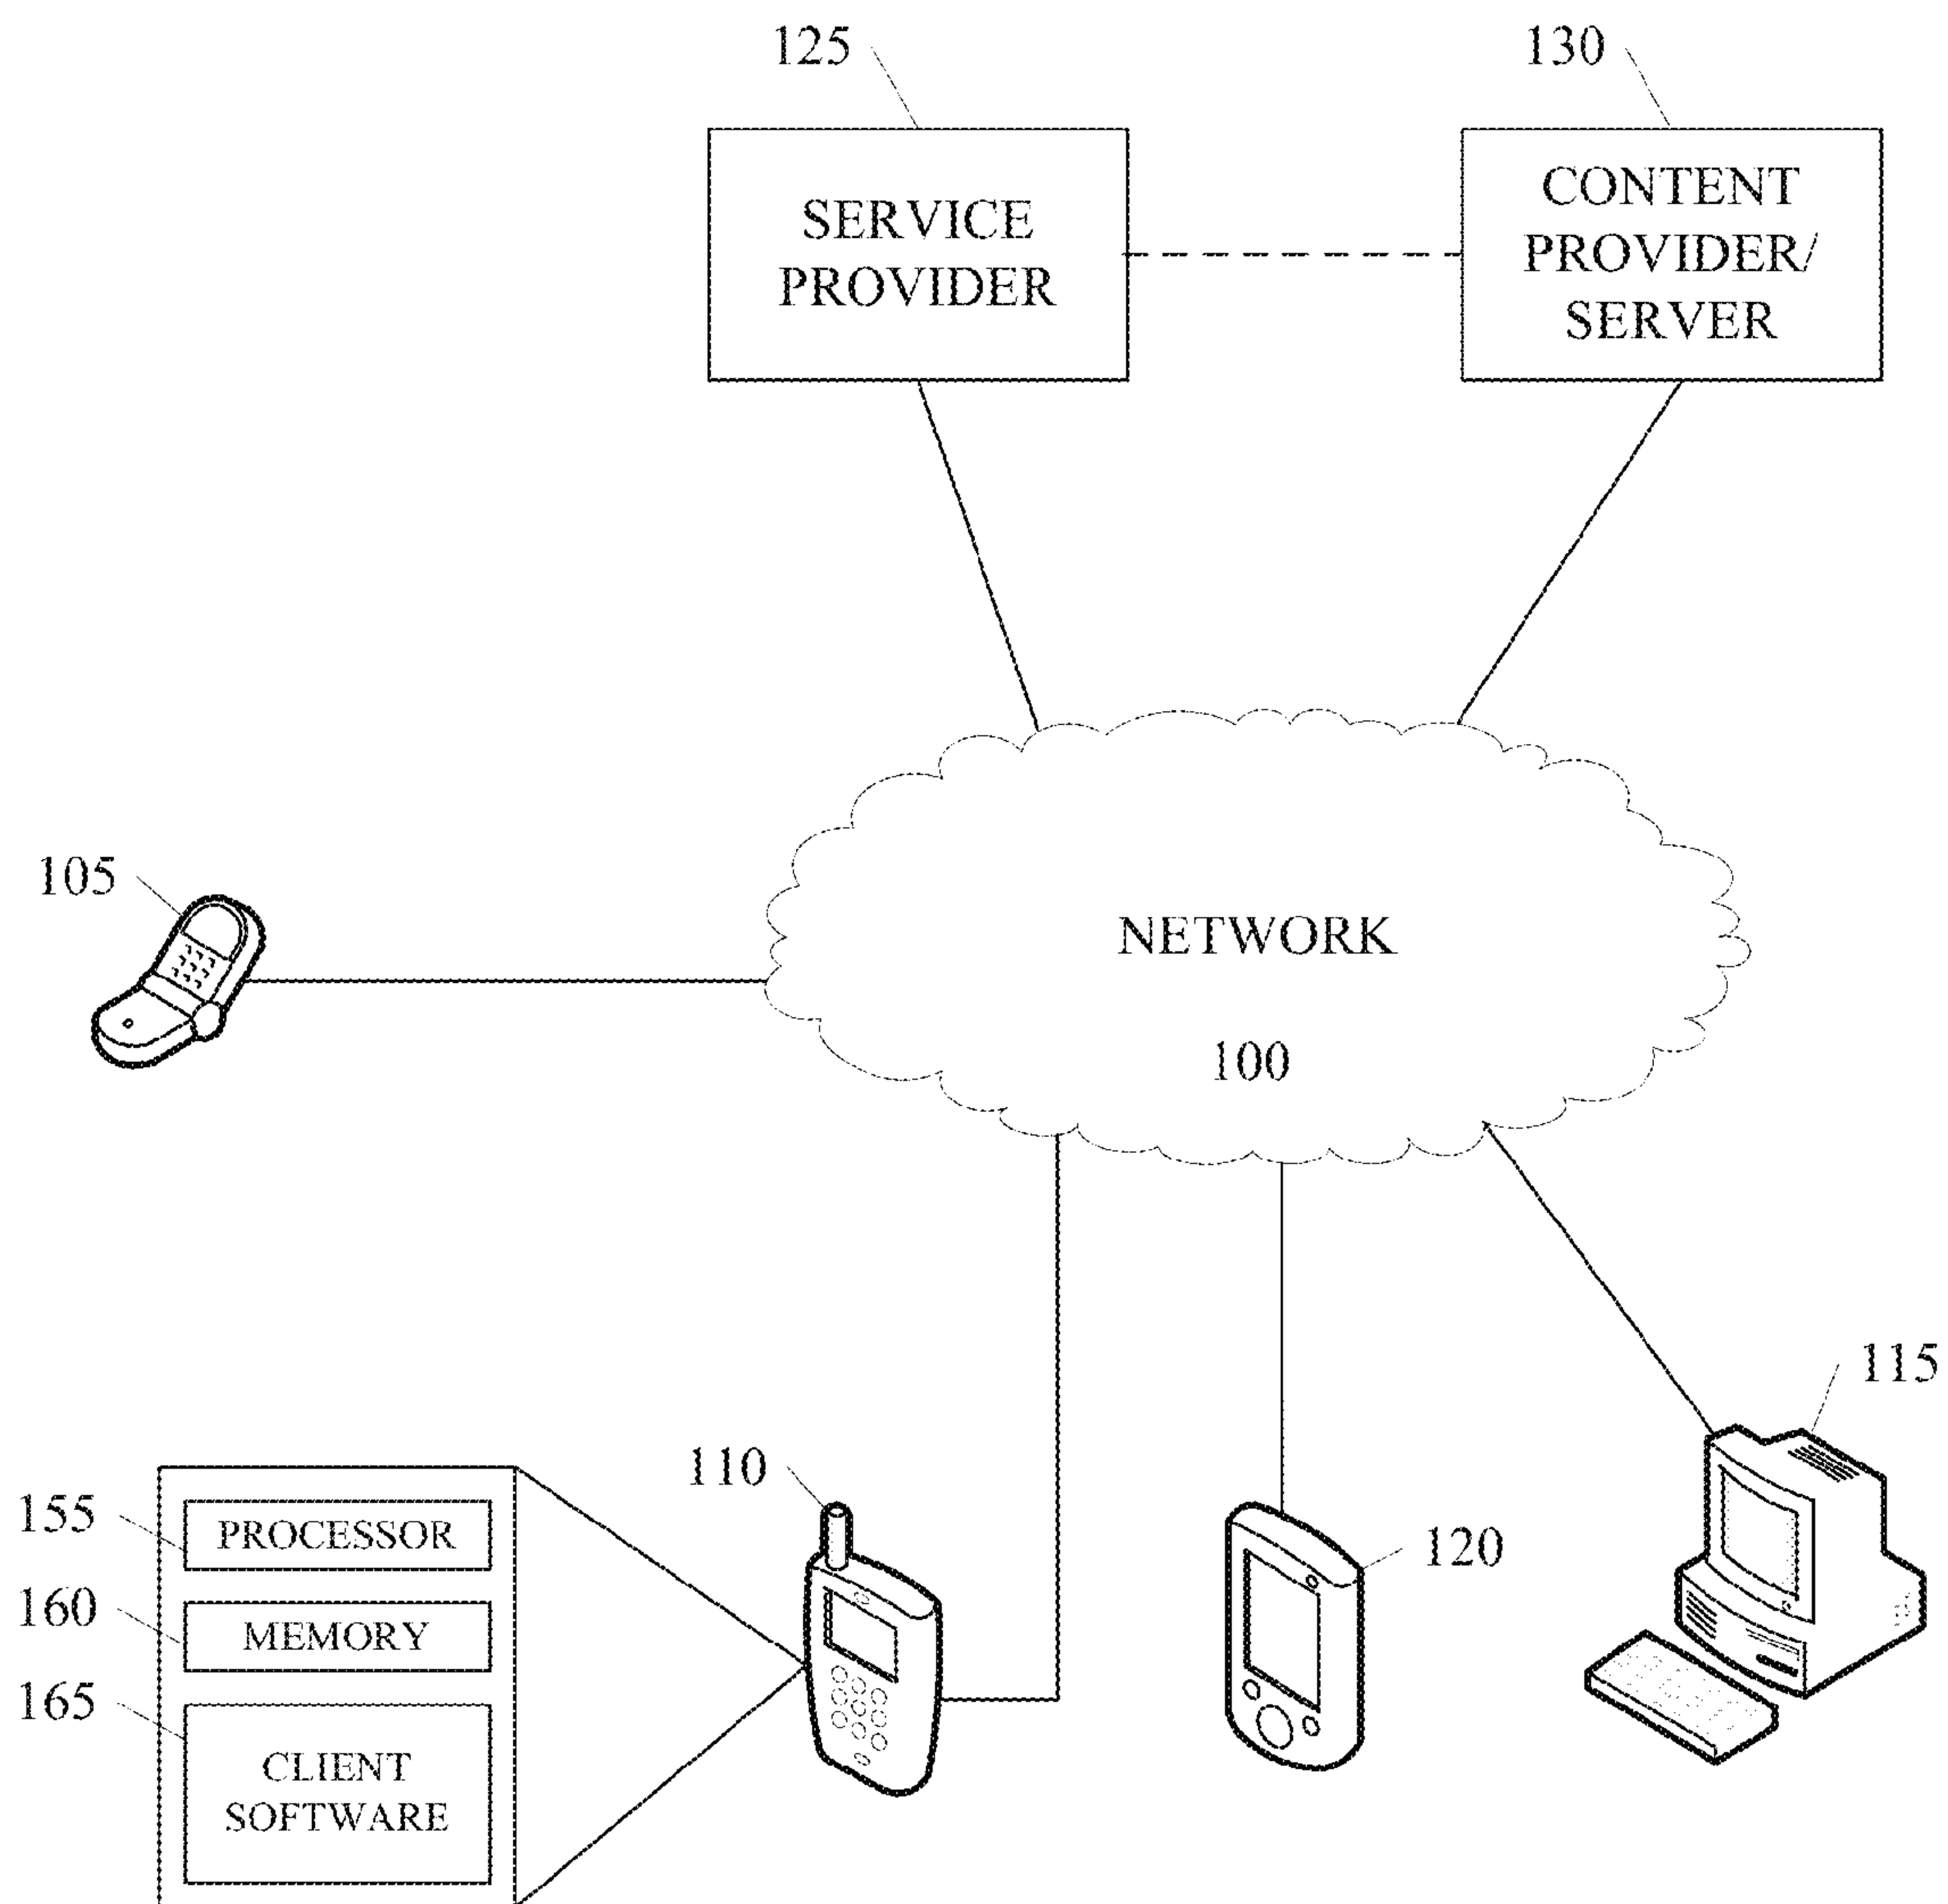 125
130
SERVICE
PROVIDER
CONTENT
PROVIDER/
SERVER
105
NETWORK
100
115
110
120
155
PROCESSOR
160
MEMORY
165
CLIENT
SOFTWARE